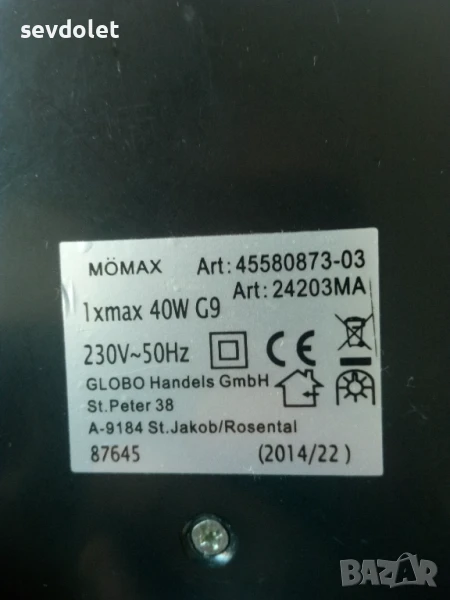 sevdolet
MÖMAX Art: 45580873-03
Art: 24203MA
1xmax 40W G9
230V~50Hz CE
GLOBO Handels GmbH
St.Peter 38
A-9184 St.Jakob/Rosental
87645 (2014/22 )
BAZAR